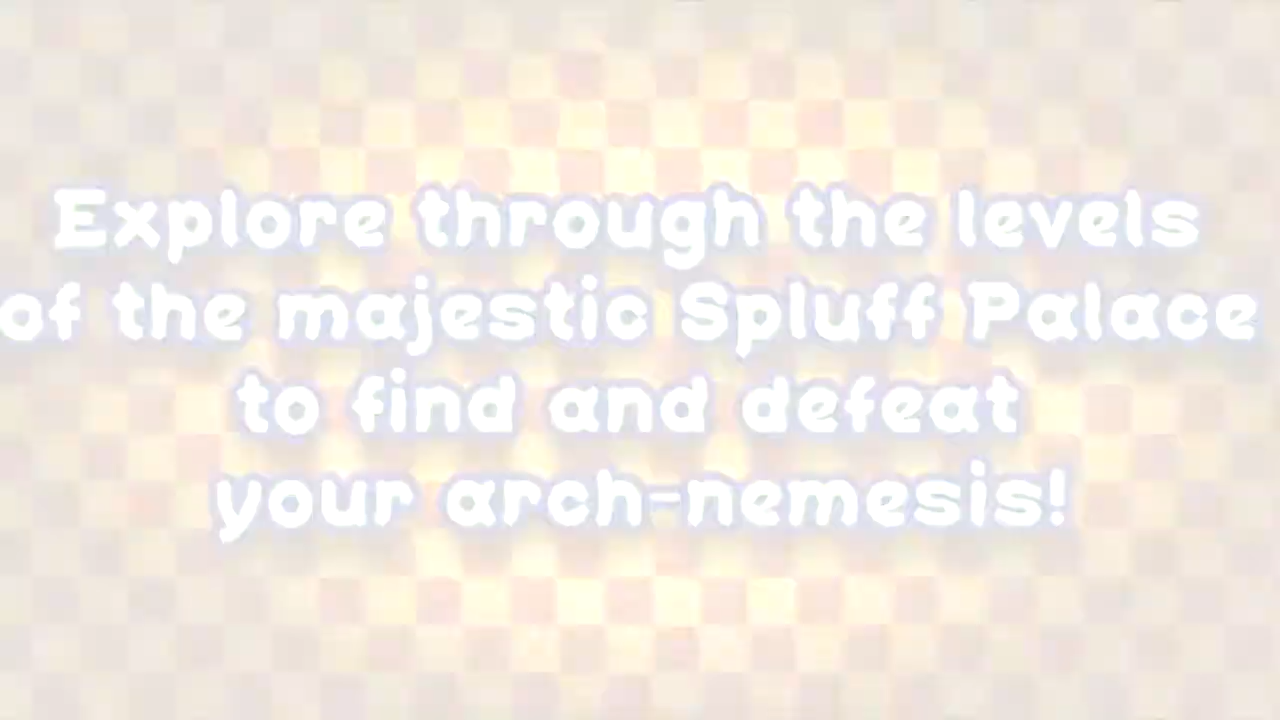 Explore through the levels
of the majestic Spluff Palace
to find and defeat
your arch-nemesis!